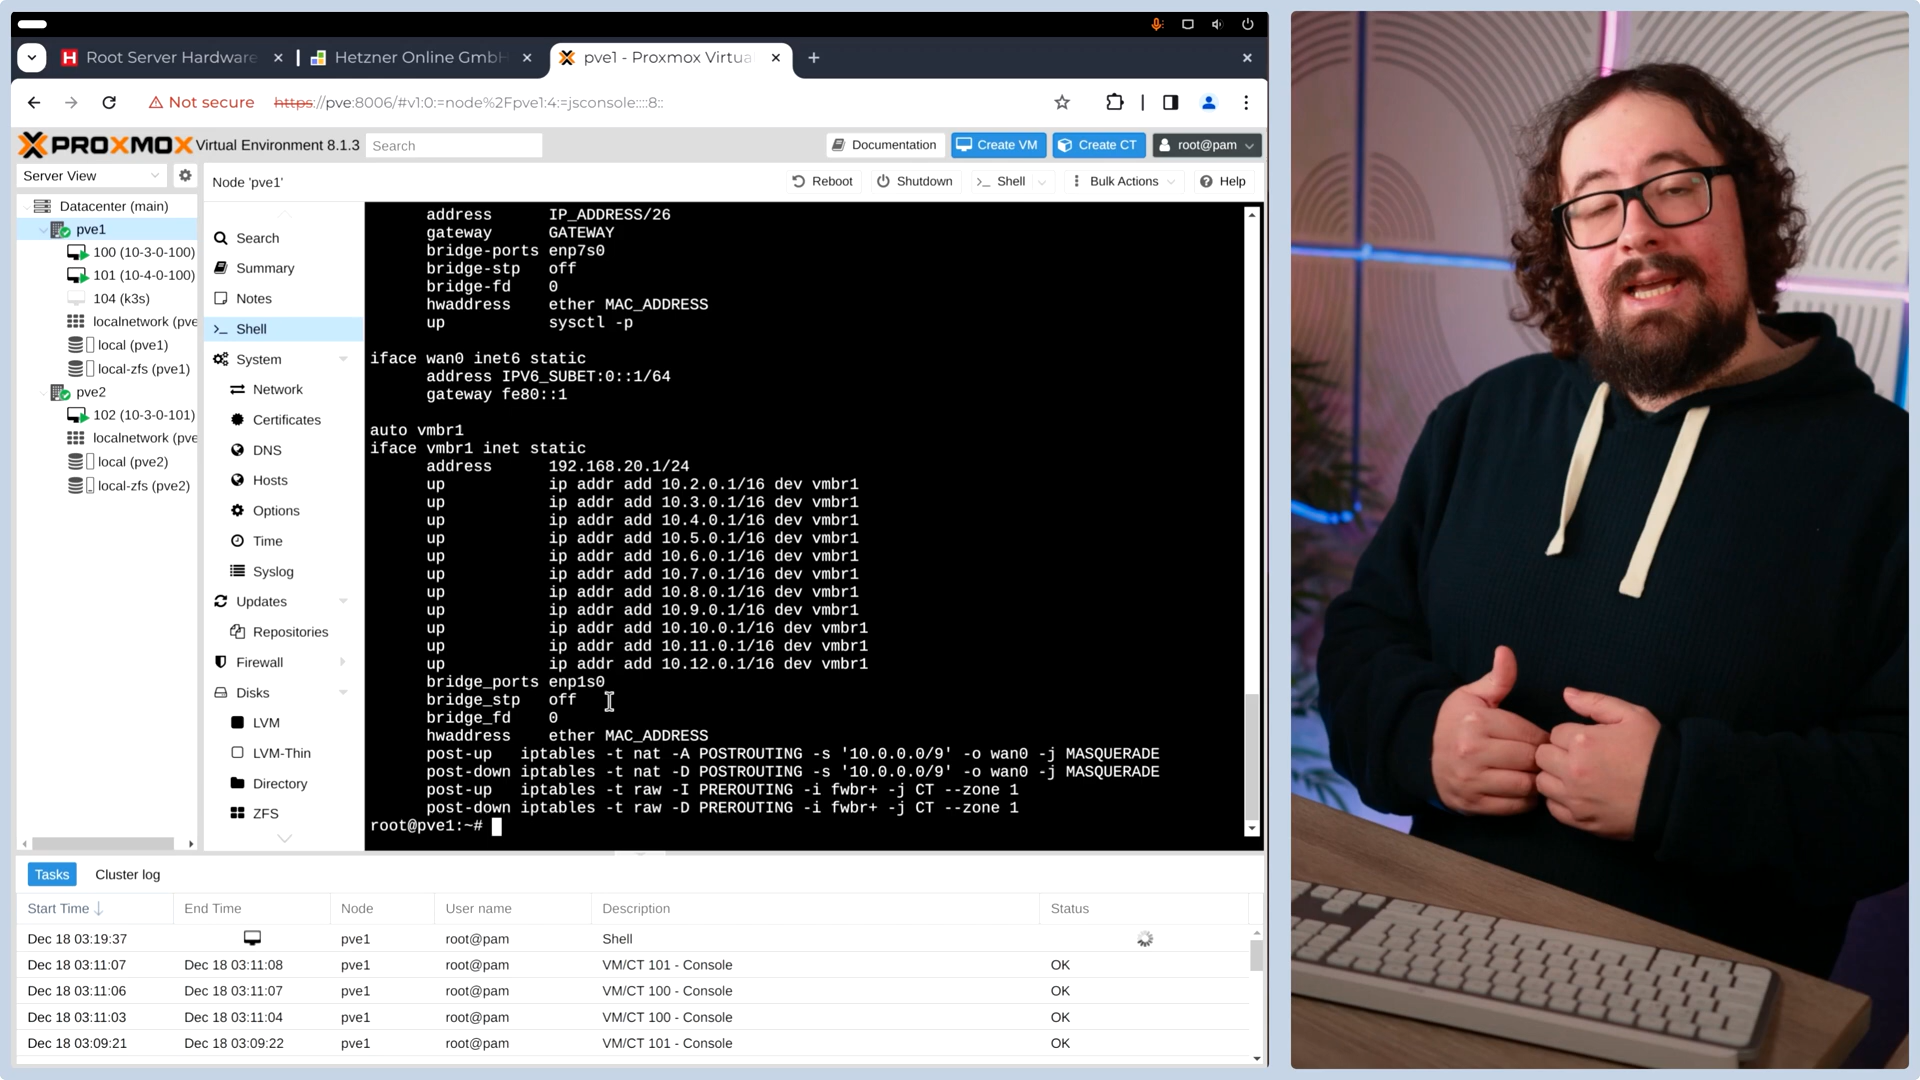 Root Server Hardware
Hetzner Online GmbH
pve1 - Proxmox Virtua
Not secure
https://pve:8006/#v1:0:=node%2Fpve1:4:=jsconsole::::8::
PROXMOX Virtual Environment 8.1.3
Search
Documentation
Create VM
Create CT
root@pam
Server View
Node 'pve1'
Reboot
Shutdown
Shell
Bulk Actions
Help
Datacenter (main)
pve1
100 (10-3-0-100)
101 (10-4-0-100)
104 (k3s)
localnetwork (pve
local (pve1)
local-zfs (pve1)
pve2
102 (10-3-0-101)
localnetwork (pve
local (pve2)
local-zfs (pve2)
Search
Summary
Notes
Shell
System
Network
Certificates
DNS
Hosts
Options
Time
Syslog
Updates
Repositories
Firewall
Disks
LVM
LVM-Thin
Directory
ZFS
address IP_ADDRESS/26
gateway GATEWAY
bridge-ports enp7s0
bridge-stp off
bridge-fd 0
hwaddress ether MAC_ADDRESS
up sysctl -p
iface wan0 inet6 static
address IPV6_SUBET:0::1/64
gateway fe80::1
auto vmbr1
iface vmbr1 inet static
address 192.168.20.1/24
up ip addr add 10.2.0.1/16 dev vmbr1
up ip addr add 10.3.0.1/16 dev vmbr1
up ip addr add 10.4.0.1/16 dev vmbr1
up ip addr add 10.5.0.1/16 dev vmbr1
up ip addr add 10.6.0.1/16 dev vmbr1
up ip addr add 10.7.0.1/16 dev vmbr1
up ip addr add 10.8.0.1/16 dev vmbr1
up ip addr add 10.9.0.1/16 dev vmbr1
up ip addr add 10.10.0.1/16 dev vmbr1
up ip addr add 10.11.0.1/16 dev vmbr1
up ip addr add 10.12.0.1/16 dev vmbr1
bridge_ports enp1s0
bridge_stp off
bridge_fd 0
hwaddress ether MAC_ADDRESS
post-up iptables -t nat -A POSTROUTING -s '10.0.0.0/9' -o wan0 -j MASQUERADE
post-down iptables -t nat -D POSTROUTING -s '10.0.0.0/9' -o wan0 -j MASQUERADE
post-up iptables -t raw -I PREROUTING -i fwbr+ -j CT --zone 1
post-down iptables -t raw -D PREROUTING -i fwbr+ -j CT --zone 1
root@pve1:~#
Tasks
Cluster log
Start Time End Time Node User name Description Status
Dec 18 03:19:37 pve1 root@pam Shell
Dec 18 03:11:07 Dec 18 03:11:08 pve1 root@pam VM/CT 101 - Console OK
Dec 18 03:11:06 Dec 18 03:11:07 pve1 root@pam VM/CT 100 - Console OK
Dec 18 03:11:03 Dec 18 03:11:04 pve1 root@pam VM/CT 100 - Console OK
Dec 18 03:09:21 Dec 18 03:09:22 pve1 root@pam VM/CT 101 - Console OK